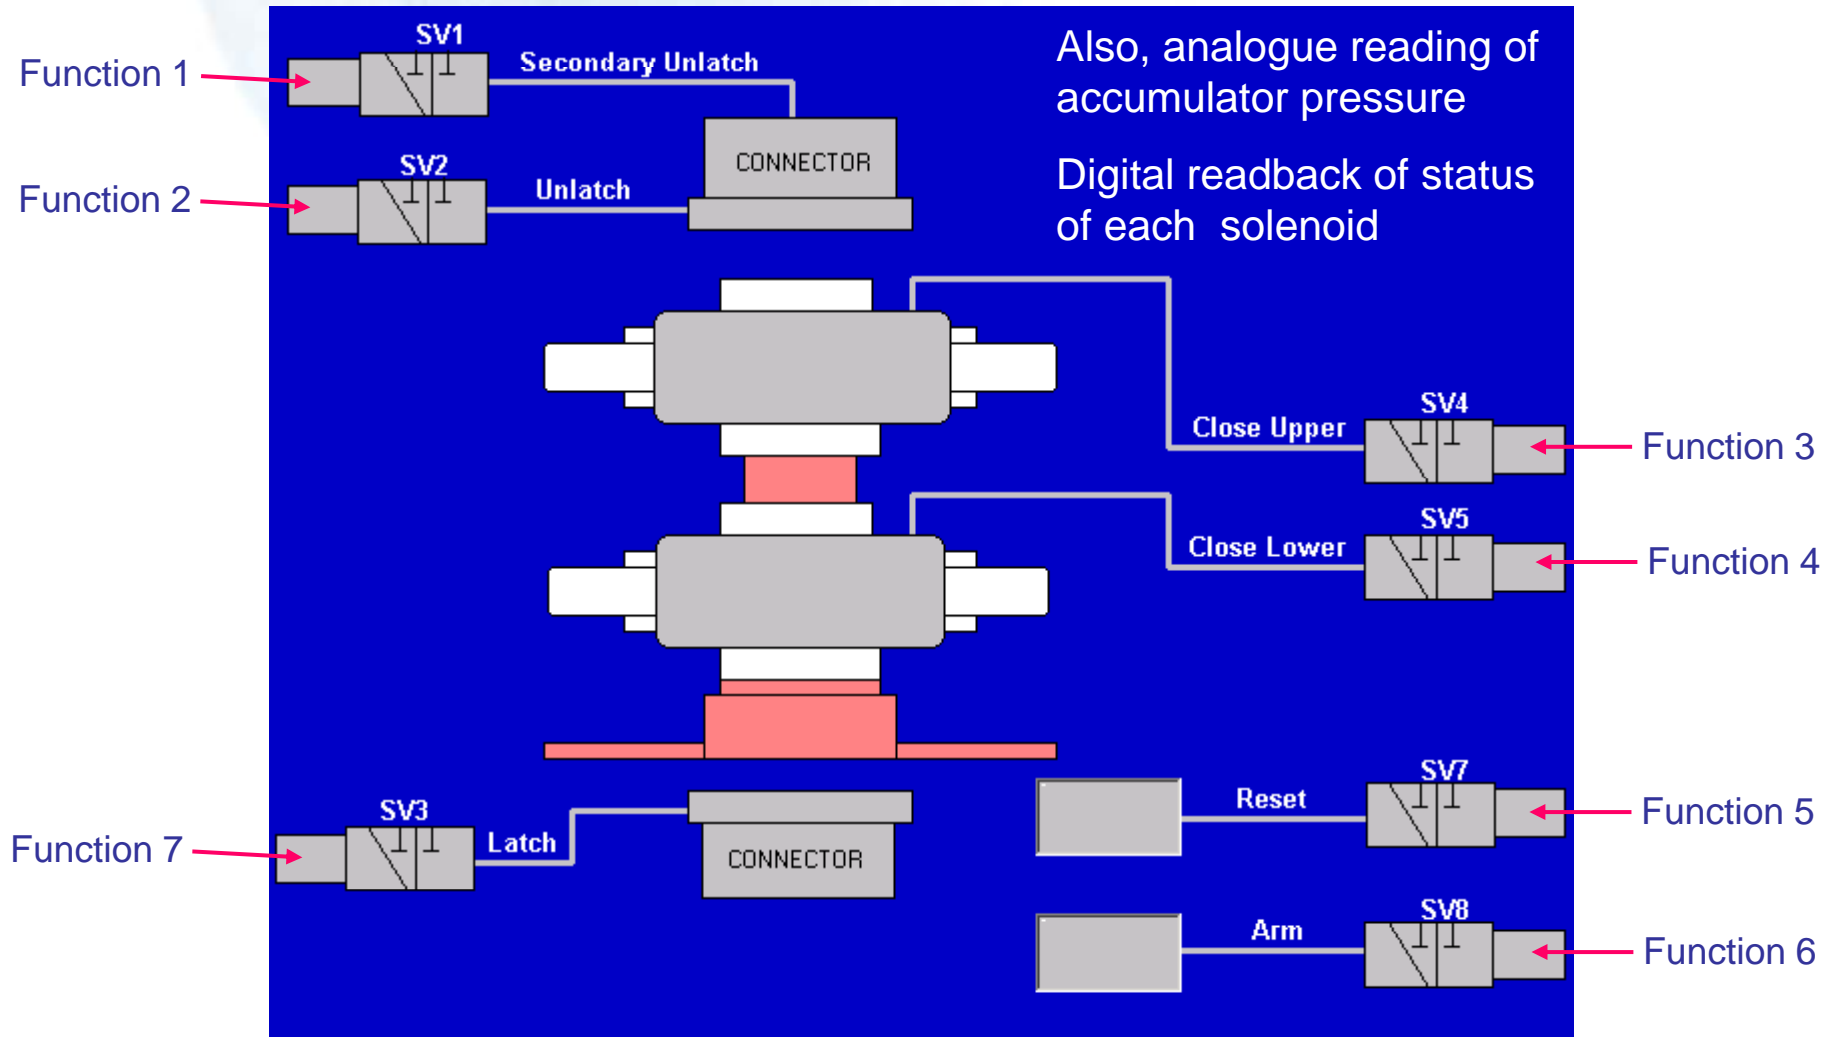 SV1
Function 1
Secondary Unlatch
Also, analogue reading of
accumulator pressure
CONNECTOR
SV2
Function 2
Unlatch
Digital readback of status
of each  solenoid
SV4
Close Upper
Function 3
SV5
Close Lower
Function 4
SV7
Reset
Function 5
SV3
Function 7
Latch
CONNECTOR
SV8
Arm
Function 6